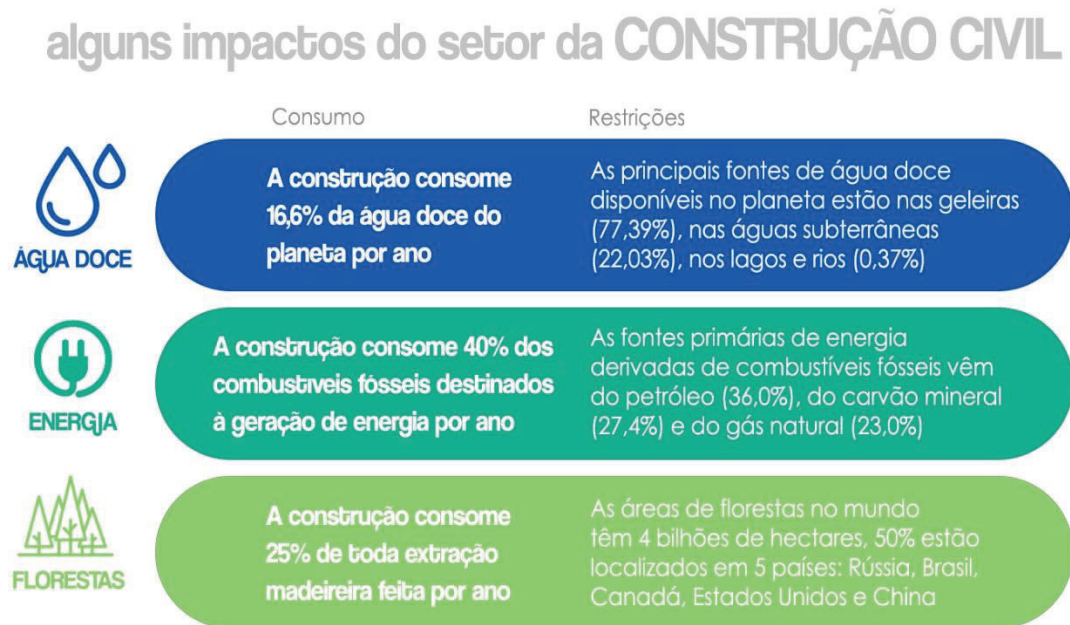 alguns impactos do setor da CONSTRUÇÃO CIVIL
Consumo
Restrições
ÁGUA DOCE
A construção consome
16,6% da água doce do
planeta por ano
As principais fontes de água doce
disponíveis no planeta estão nas geleiras
(77,39%), nas águas subterrâneas
(22,03%), nos lagos e rios (0,37%)
ENERGIA
A construção consome 40% dos
combustíveis fósseis destinados
à geração de energia por ano
As fontes primárias de energia
derivadas de combustíveis fósseis vêm
do petróleo (36,0%), do carvão mineral
(27,4%) e do gás natural (23,0%)
FLORESTAS
A construção consome
25% de toda extração
madeireira feita por ano
As áreas de florestas no mundo
têm 4 bilhões de hectares, 50% estão
localizados em 5 países: Rússia, Brasil,
Canadá, Estados Unidos e China